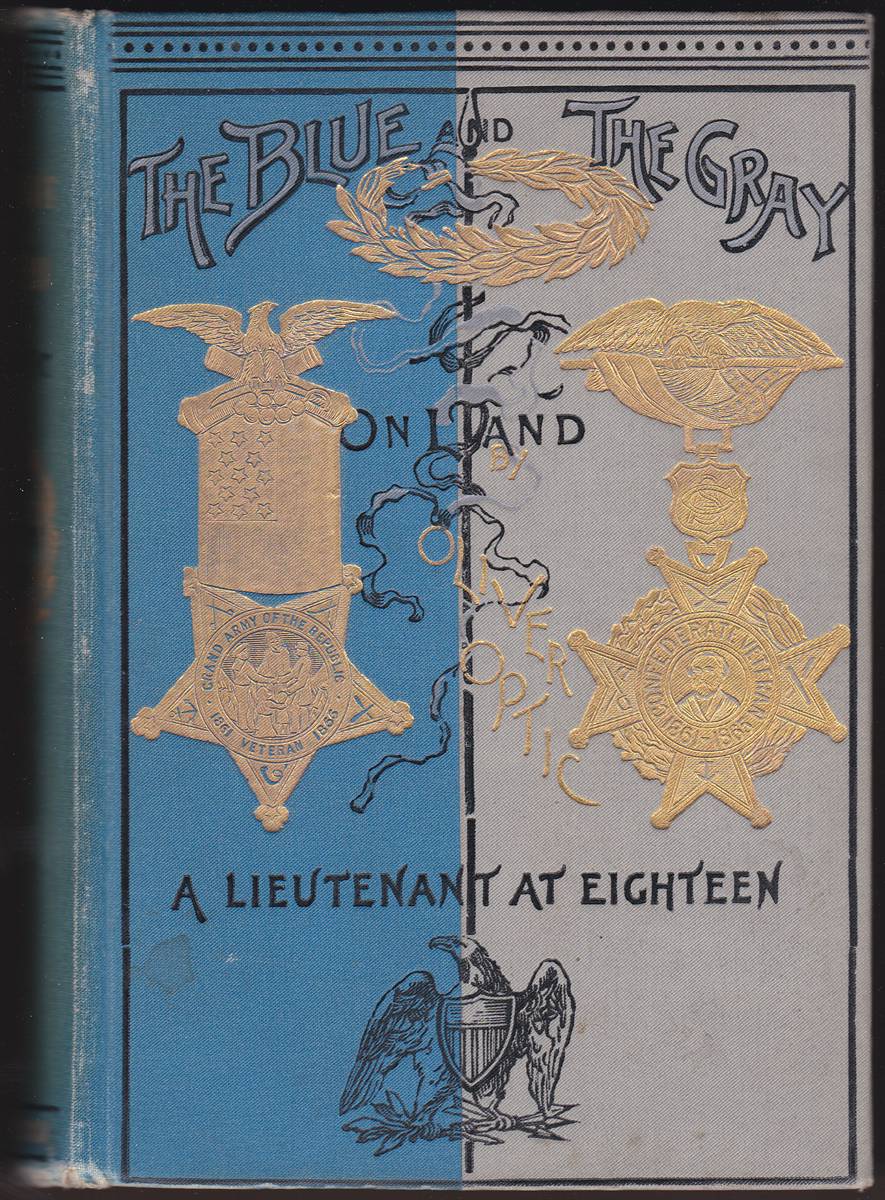 THE BLUE AND THE GRAY
ON LAND
BY
OLIVER
OPTIC
GRAND ARMY OF THE REPUBLIC
1861 VETERAN 1866
CONFEDERATE VETERAN
1861-1865
A LIEUTENANT AT EIGHTEEN